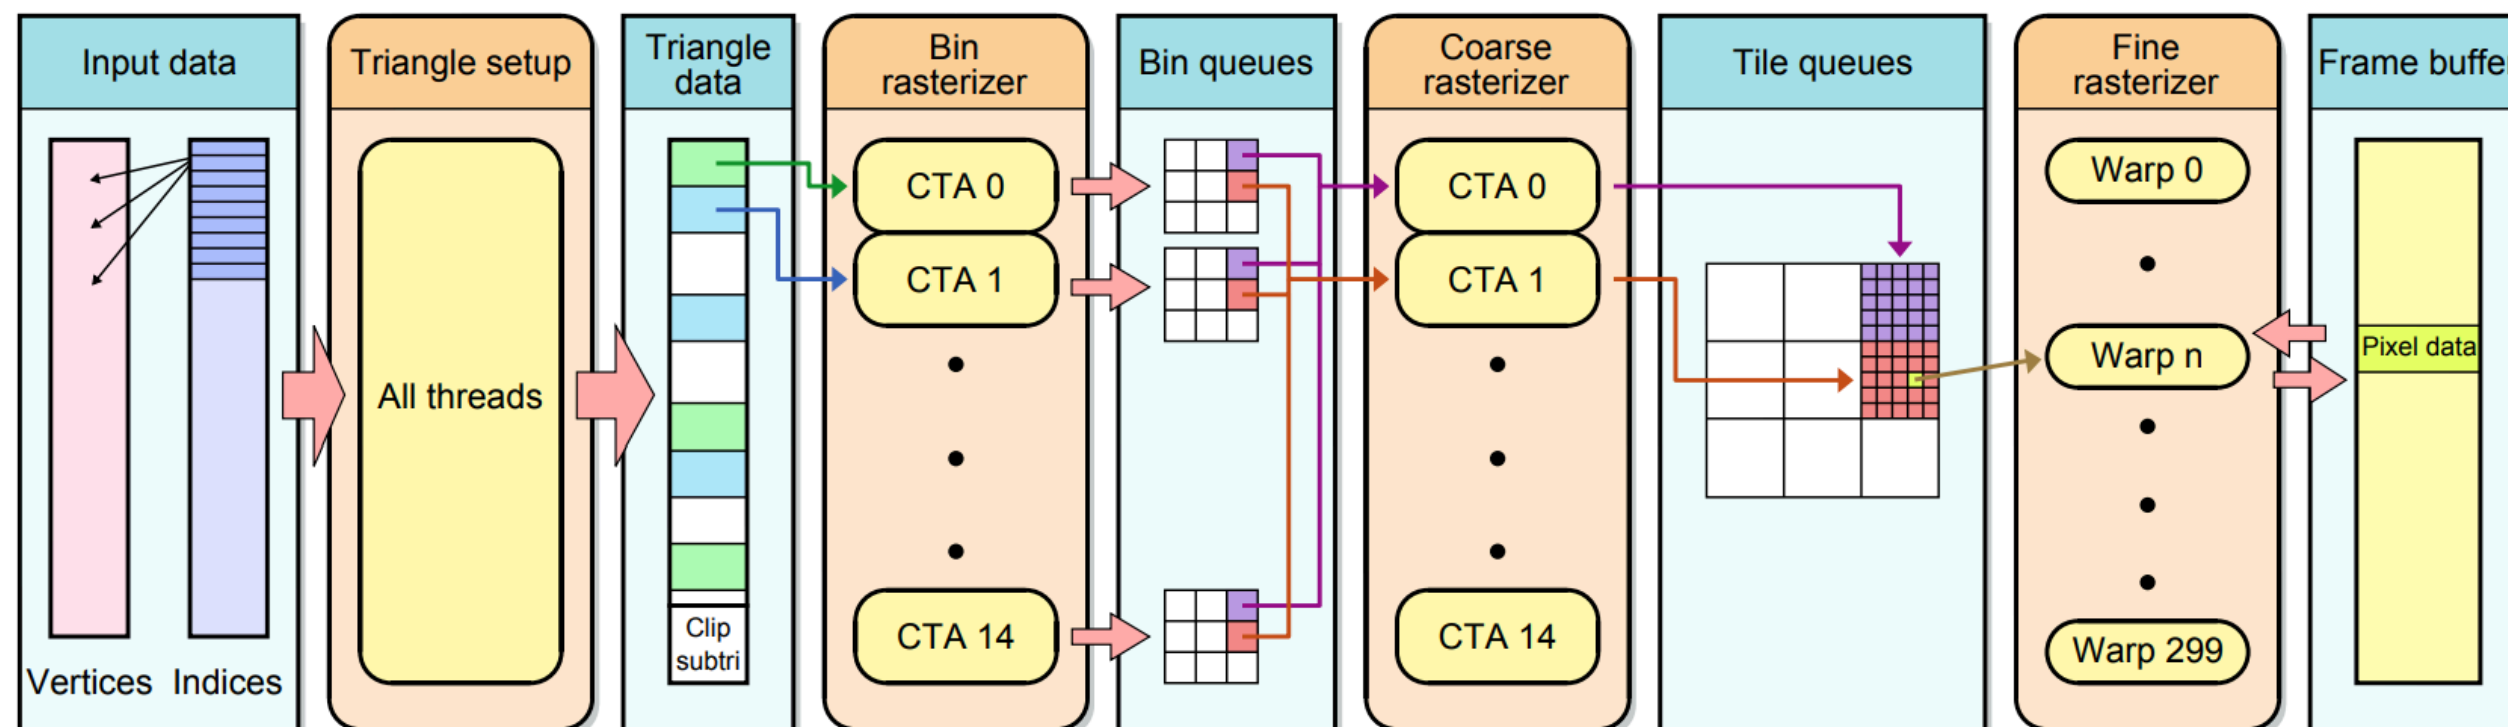 Input data
Vertices
Indices
Triangle setup
All threads
Triangle
data
Clip
subtri
Bin
rasterizer
CTA 0
CTA 1
CTA 14
Bin queues
Coarse
rasterizer
CTA 0
CTA 1
CTA 14
Tile queues
Fine
rasterizer
Warp 0
Warp n
Warp 299
Frame buffe
Pixel data